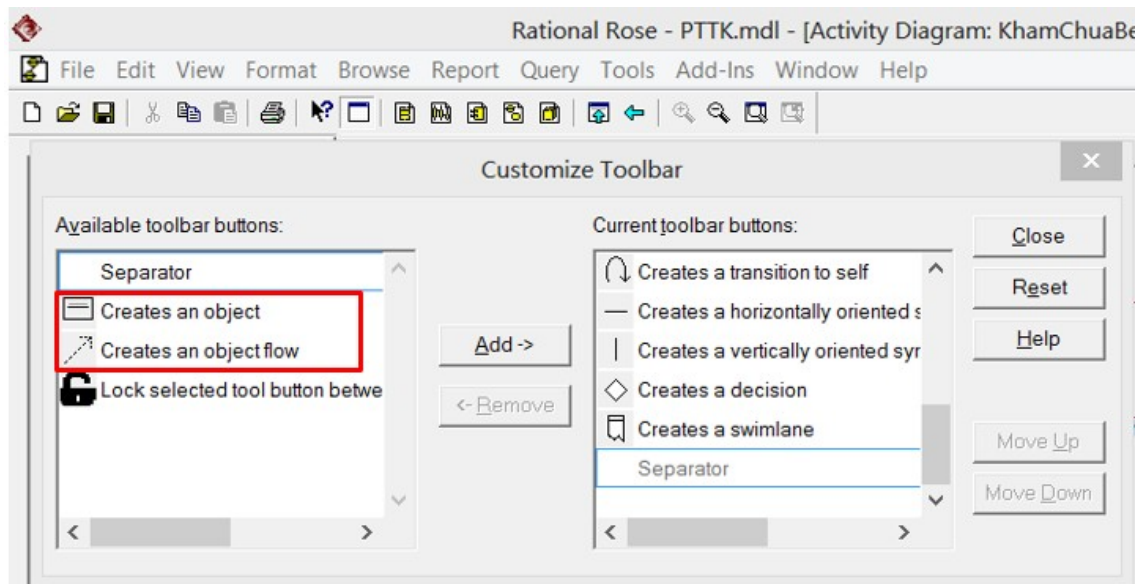 Rational Rose - PTTK.mdl - [Activity Diagram: KhamChuaBe
File Edit View Format Browse Report Query Tools Add-Ins Window Help
Customize Toolbar
Available toolbar buttons:
Separator
Creates an object
Creates an object flow
Lock selected tool button betwe
Add ->
<- Remove
Current toolbar buttons:
Creates a transition to self
Creates a horizontally oriented s
Creates a vertically oriented syr
Creates a decision
Creates a swimlane
Separator
Close
Reset
Help
Move Up
Move Down